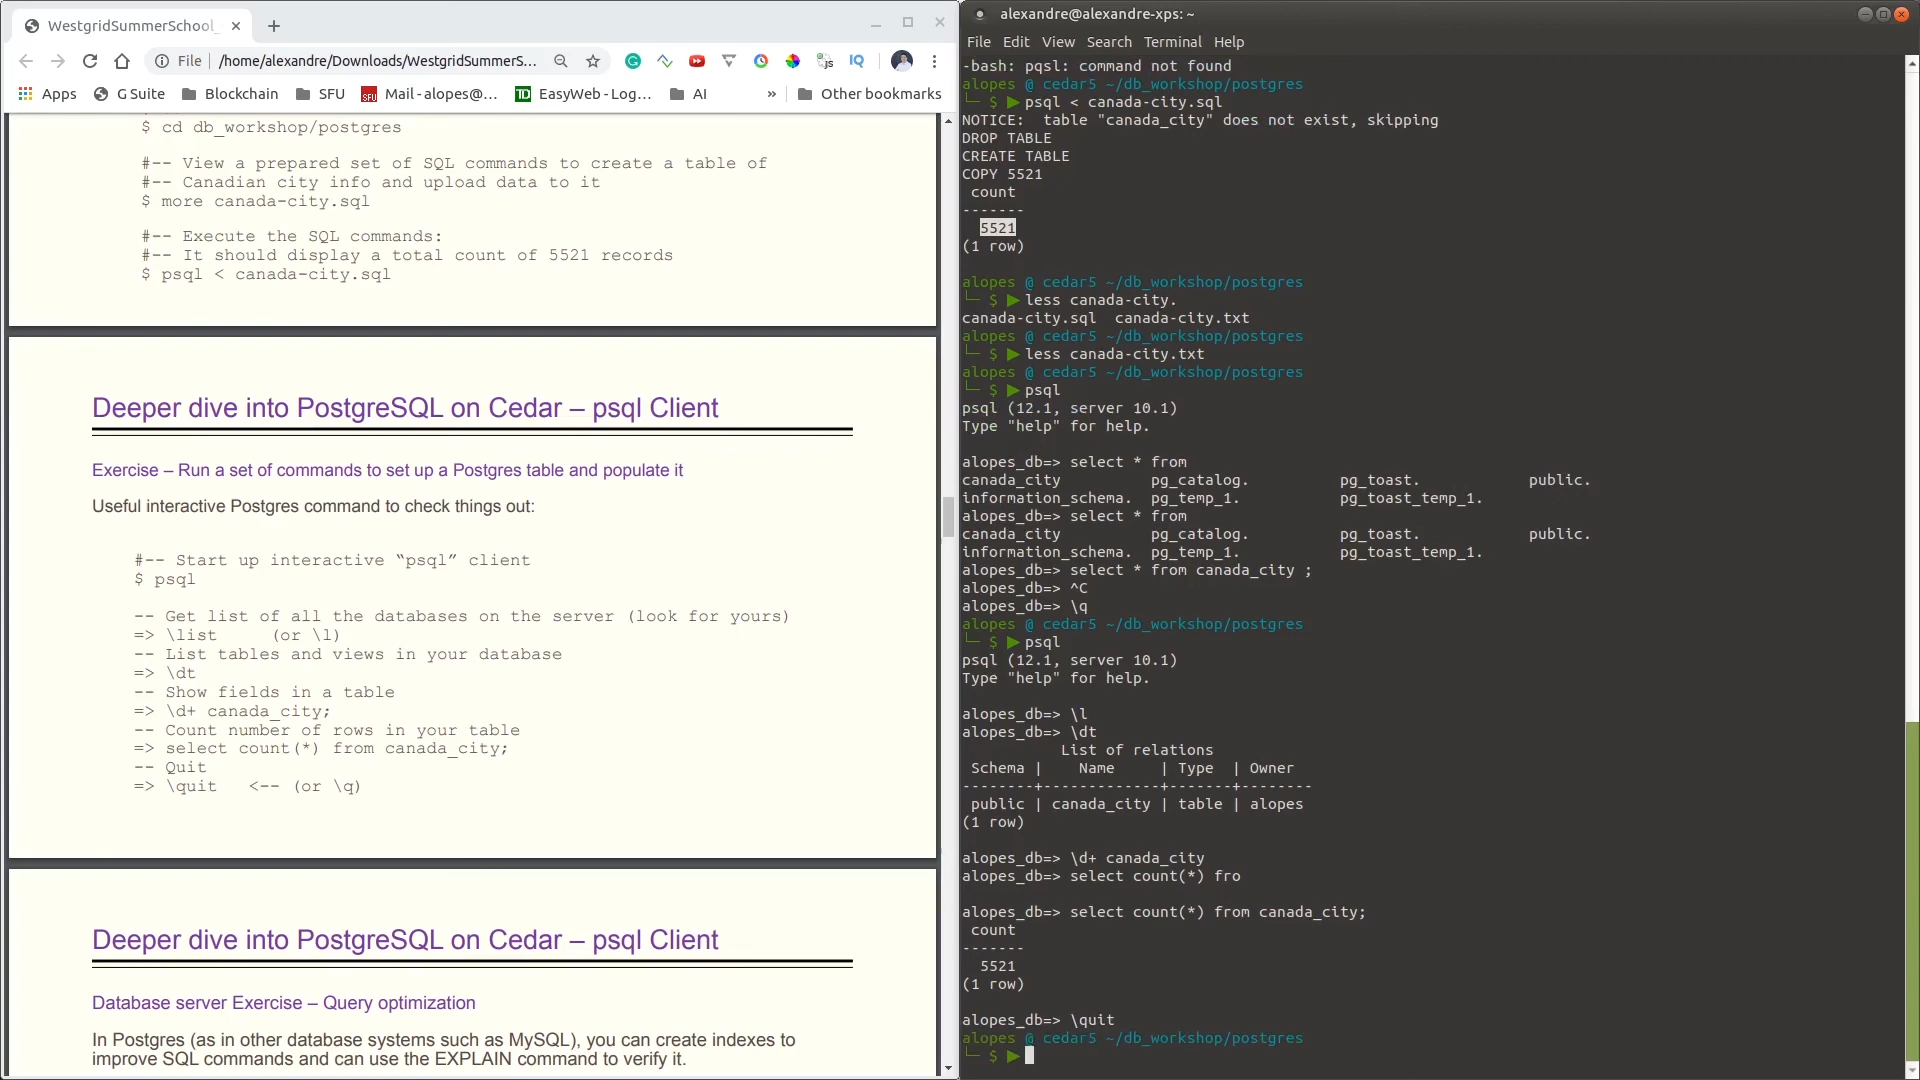 WestgridSummerSchool_
File
/home/alexandre/Downloads/WestgridSummerS...
Apps
G Suite
Blockchain
SFU
Mail - alopes@...
EasyWeb - Log...
AI
»
Other bookmarks
$ cd db_workshop/postgres
#-- View a prepared set of SQL commands to create a table of
#-- Canadian city info and upload data to it
$ more canada-city.sql
#-- Execute the SQL commands:
#-- It should display a total count of 5521 records
$ psql < canada-city.sql
Deeper dive into PostgreSQL on Cedar – psql Client
Exercise – Run a set of commands to set up a Postgres table and populate it
Useful interactive Postgres command to check things out:
#-- Start up interactive “psql” client
$ psql
-- Get list of all the databases on the server (look for yours)
=> \list (or \l)
-- List tables and views in your database
=> \dt
-- Show fields in a table
=> \d+ canada_city;
-- Count number of rows in your table
=> select count(*) from canada_city;
-- Quit
=> \quit <-- (or \q)
Deeper dive into PostgreSQL on Cedar – psql Client
Database server Exercise – Query optimization
In Postgres (as in other database systems such as MySQL), you can create indexes to
improve SQL commands and can use the EXPLAIN command to verify it.
alexandre@alexandre-xps: ~
File Edit View Search Terminal Help
-bash: pqsl: command not found
alopes @ cedar5 ~/db_workshop/postgres
└─ $ ▶ psql < canada-city.sql
NOTICE:  table "canada_city" does not exist, skipping
DROP TABLE
CREATE TABLE
COPY 5521
count
-------
5521
(1 row)
alopes @ cedar5 ~/db_workshop/postgres
└─ $ ▶ less canada-city.
canada-city.sql  canada-city.txt
alopes @ cedar5 ~/db_workshop/postgres
└─ $ ▶ less canada-city.txt
alopes @ cedar5 ~/db_workshop/postgres
└─ $ ▶ psql
psql (12.1, server 10.1)
Type "help" for help.
alopes_db=> select * from
canada_city pg_catalog. pg_toast. public.
information_schema. pg_temp_1. pg_toast_temp_1.
alopes_db=> select * from
canada_city pg_catalog. pg_toast. public.
information_schema. pg_temp_1. pg_toast_temp_1.
alopes_db=> select * from canada_city ;
alopes_db=> ^C
alopes_db=> \q
alopes @ cedar5 ~/db_workshop/postgres
└─ $ ▶ psql
psql (12.1, server 10.1)
Type "help" for help.
alopes_db=> \l
alopes_db=> \dt
List of relations
Schema | Name | Type | Owner
--------+-------------+-------+--------
public | canada_city | table | alopes
(1 row)
alopes_db=> \d+ canada_city
alopes_db=> select count(*) fro
alopes_db=> select count(*) from canada_city;
count
-------
5521
(1 row)
alopes_db=> \quit
alopes @ cedar5 ~/db_workshop/postgres
└─ $ ▶